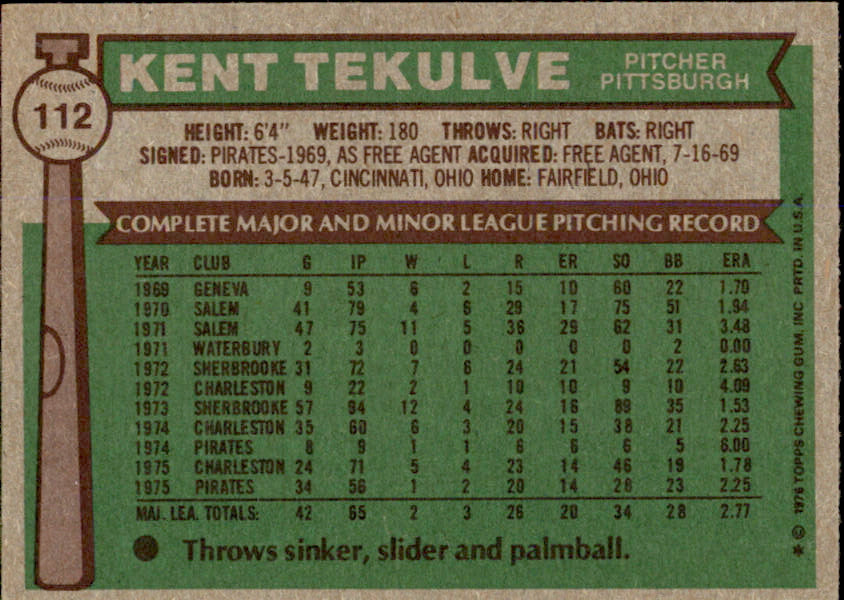 112
KENT TEKULVE
PITCHER
PITTSBURGH
HEIGHT: 6'4" WEIGHT: 180 THROWS: RIGHT BATS: RIGHT
SIGNED: PIRATES-1969, AS FREE AGENT ACQUIRED: FREE AGENT, 7-16-69
BORN: 3-5-47, CINCINNATI, OHIO HOME: FAIRFIELD, OHIO
COMPLETE MAJOR AND MINOR LEAGUE PITCHING RECORD
YEAR CLUB G IP W L R ER SO BB ERA
1969 GENEVA 9 53 6 2 15 10 60 22 1.70
1970 SALEM 41 79 4 6 29 17 75 51 1.94
1971 SALEM 47 75 11 5 36 29 62 31 3.48
1971 WATERBURY 2 3 0 0 0 0 0 2 0.00
1972 SHERBROOKE 31 72 7 6 24 21 54 22 2.63
1972 CHARLESTON 9 22 2 1 10 10 9 10 4.09
1973 SHERBROOKE 57 94 12 4 24 16 89 35 1.53
1974 CHARLESTON 35 60 6 3 20 15 38 21 2.25
1974 PIRATES 8 9 1 1 6 6 6 5 6.00
1975 CHARLESTON 24 71 5 4 23 14 46 19 1.78
1975 PIRATES 34 56 1 2 20 14 28 23 2.25
MAJ. LEA. TOTALS: 42 65 2 3 26 20 34 28 2.77
Throws sinker, slider and palmball.
* © 1976 TOPPS CHEWING GUM, INC PRTD. IN U.S.A.